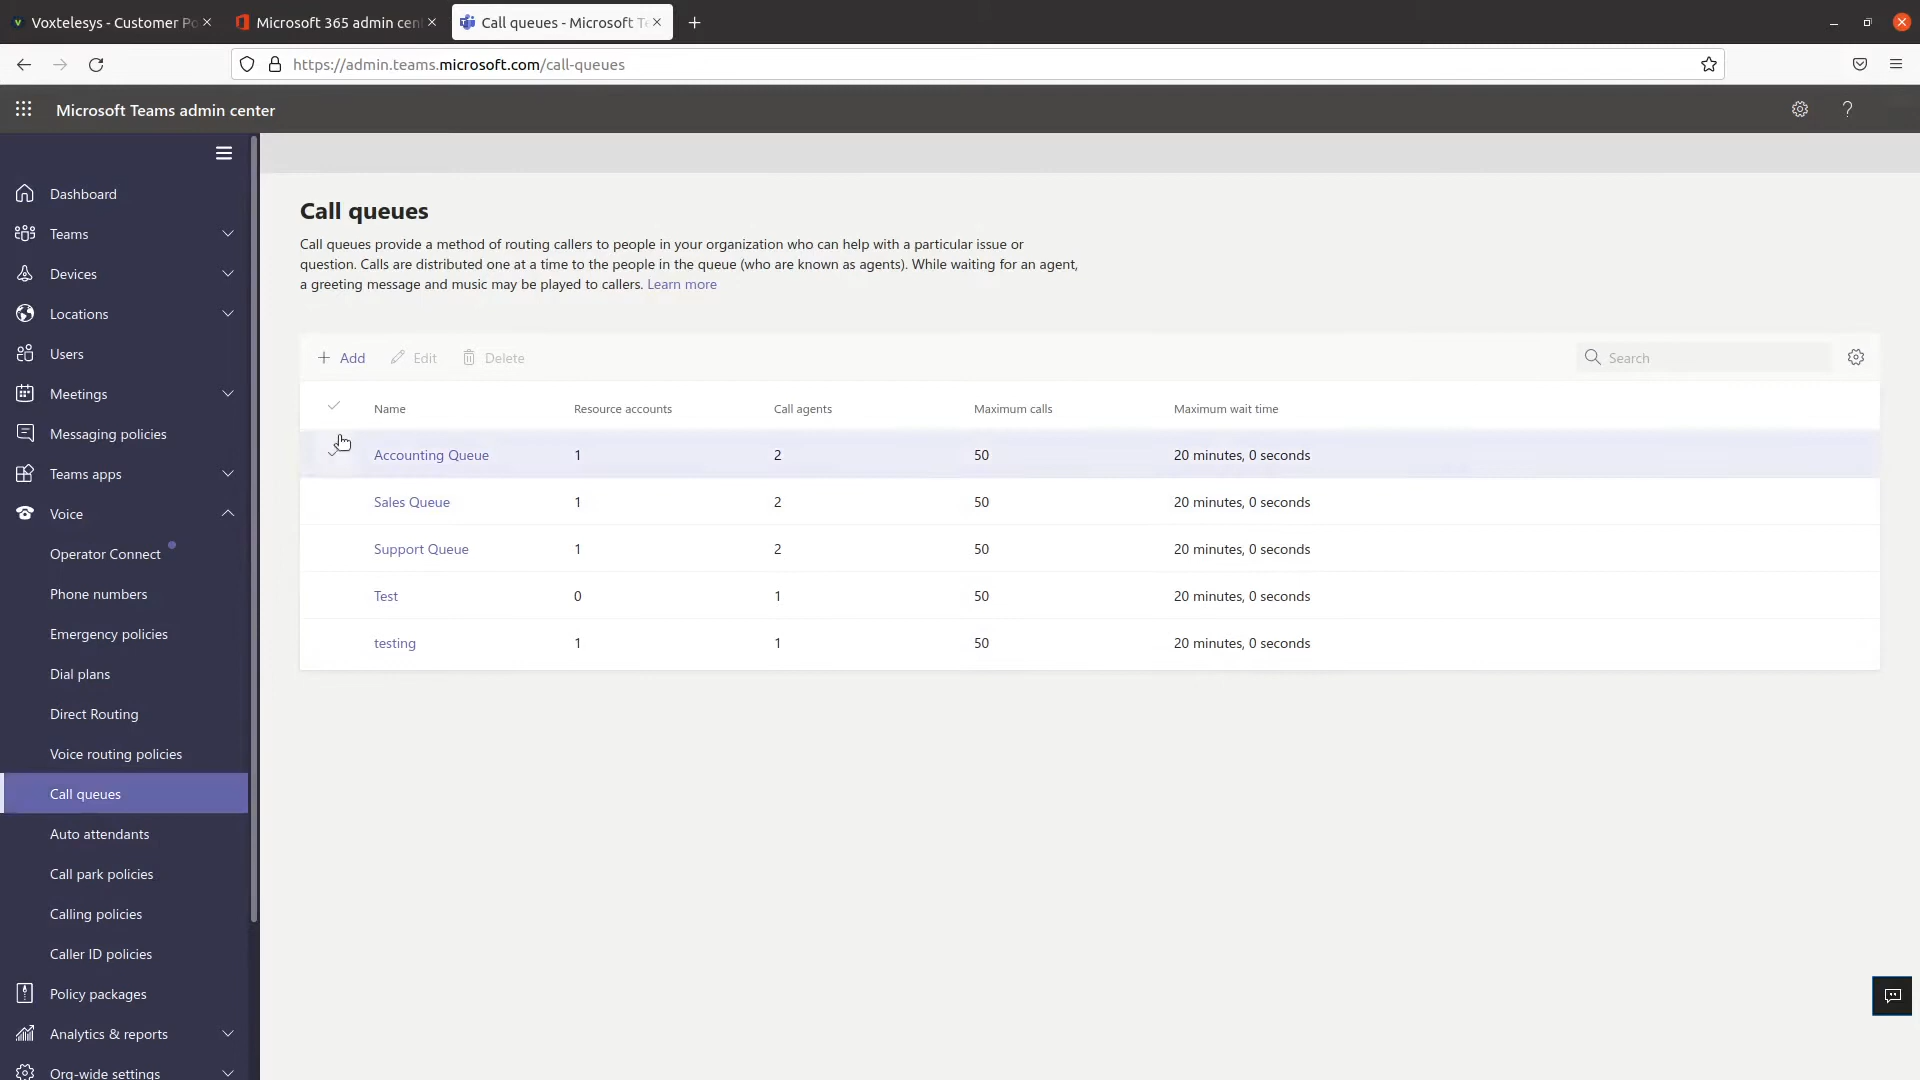 Voxtelesys - Customer Po
Microsoft 365 admin cen
Call queues - Microsoft Te
https://admin.teams.microsoft.com/call-queues
Microsoft Teams admin center
?
Dashboard
Teams
Devices
Locations
Users
Meetings
Messaging policies
Teams apps
Voice
Operator Connect
Phone numbers
Emergency policies
Dial plans
Direct Routing
Voice routing policies
Call queues
Auto attendants
Call park policies
Calling policies
Caller ID policies
Policy packages
Analytics & reports
Org-wide settings
Call queues
Call queues provide a method of routing callers to people in your organization who can help with a particular issue or
question. Calls are distributed one at a time to the people in the queue (who are known as agents). While waiting for an agent,
a greeting message and music may be played to callers. Learn more
+ Add Edit Delete Search
Name Resource accounts Call agents Maximum calls Maximum wait time
Accounting Queue 1 2 50 20 minutes, 0 seconds
Sales Queue 1 2 50 20 minutes, 0 seconds
Support Queue 1 2 50 20 minutes, 0 seconds
Test 0 1 50 20 minutes, 0 seconds
testing 1 1 50 20 minutes, 0 seconds